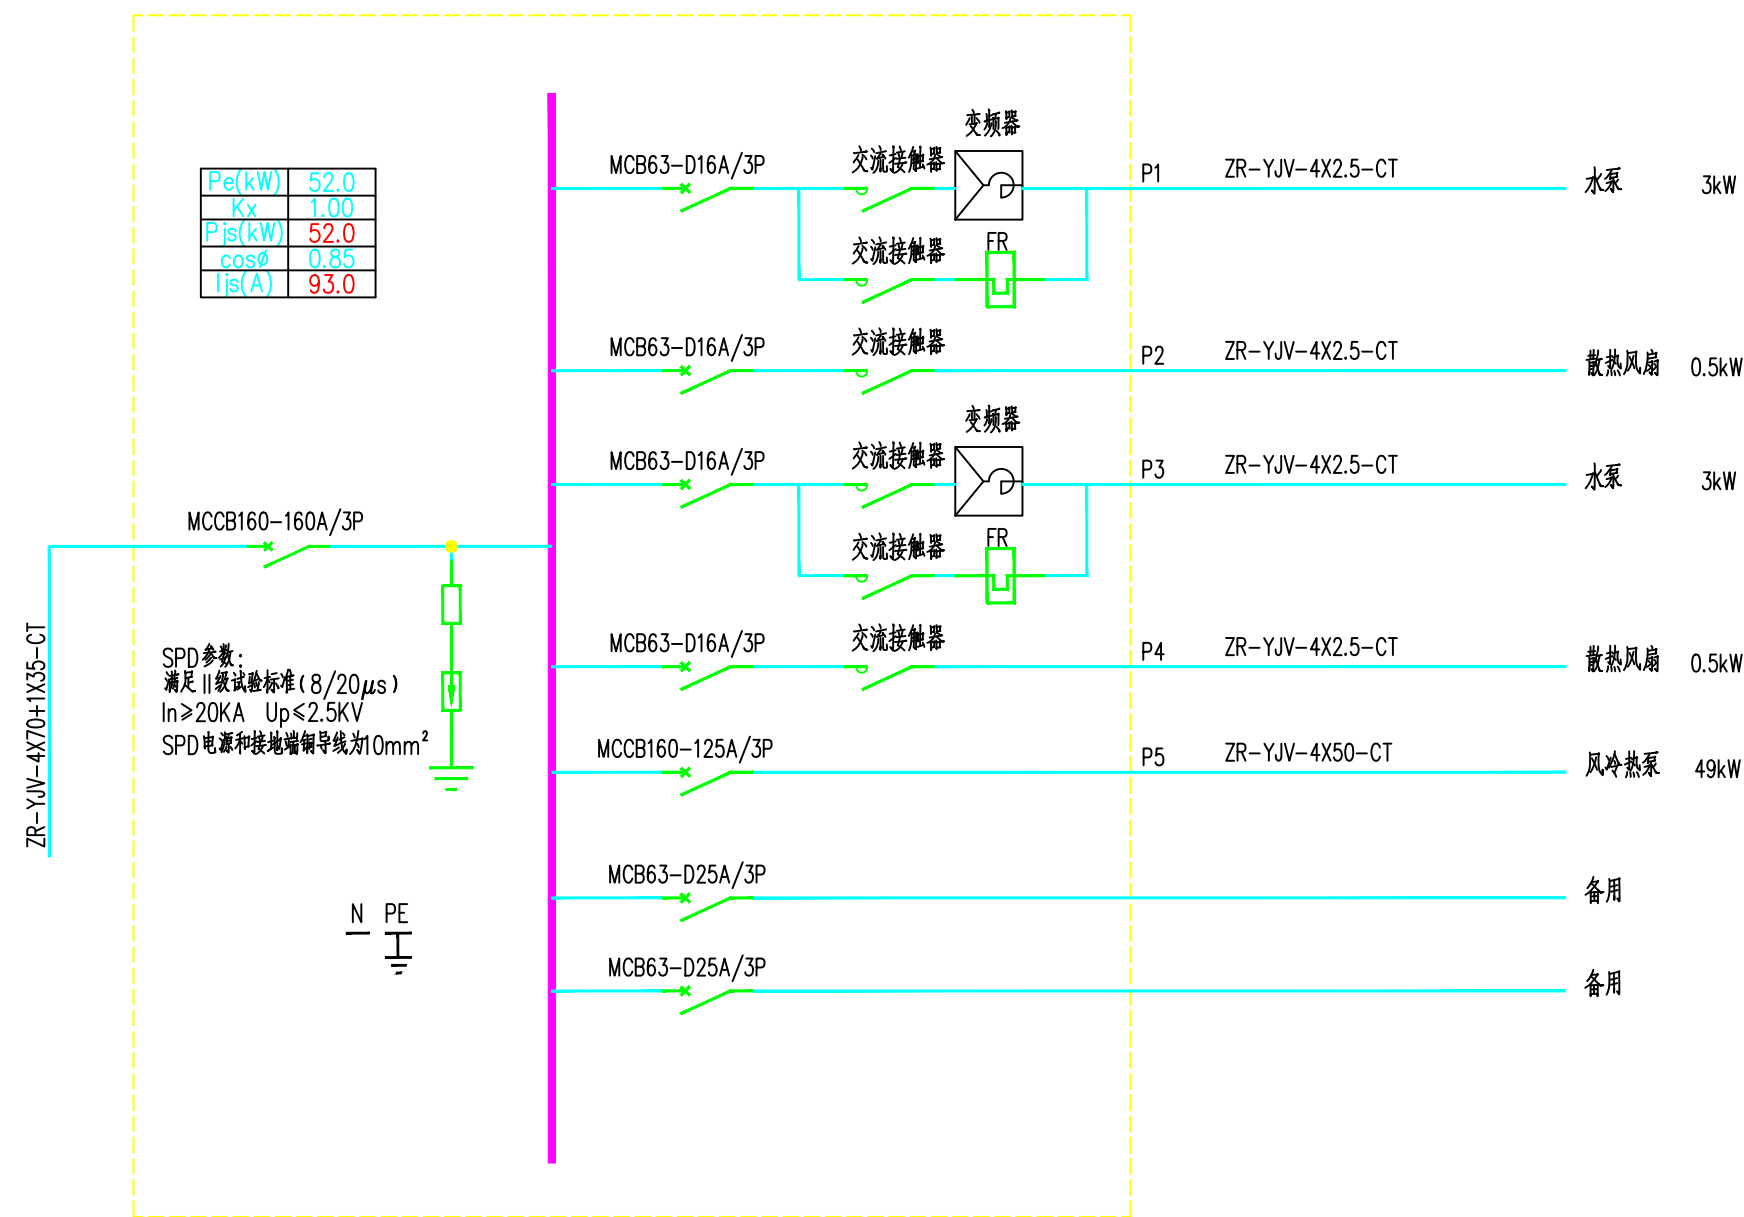 Pe(kW) 52.0
Kx 1.00
Pjs(kW) 52.0
cosø 0.85
Ijs(A) 93.0
变频器
MCB63-D16A/3P 交流接触器 P1 ZR-YJV-4X2.5-CT 水泵 3kW
交流接触器 FR
MCB63-D16A/3P 交流接触器 P2 ZR-YJV-4X2.5-CT 散热风扇 0.5kW
变频器
MCB63-D16A/3P 交流接触器 P3 ZR-YJV-4X2.5-CT 水泵 3kW
交流接触器 FR
MCCB160-160A/3P
ZR-YJV-4X70+1X35-CT
MCB63-D16A/3P 交流接触器 P4 ZR-YJV-4X2.5-CT 散热风扇 0.5kW
SPD参数:
满足 II级试验标准(8/20μs)
In≥20KA Up≤2.5KV
SPD电源和接地端铜导线为10mm²
MCCB160-125A/3P P5 ZR-YJV-4X50-CT 风冷热泵 49kW
MCB63-D25A/3P 备用
N PE
MCB63-D25A/3P 备用